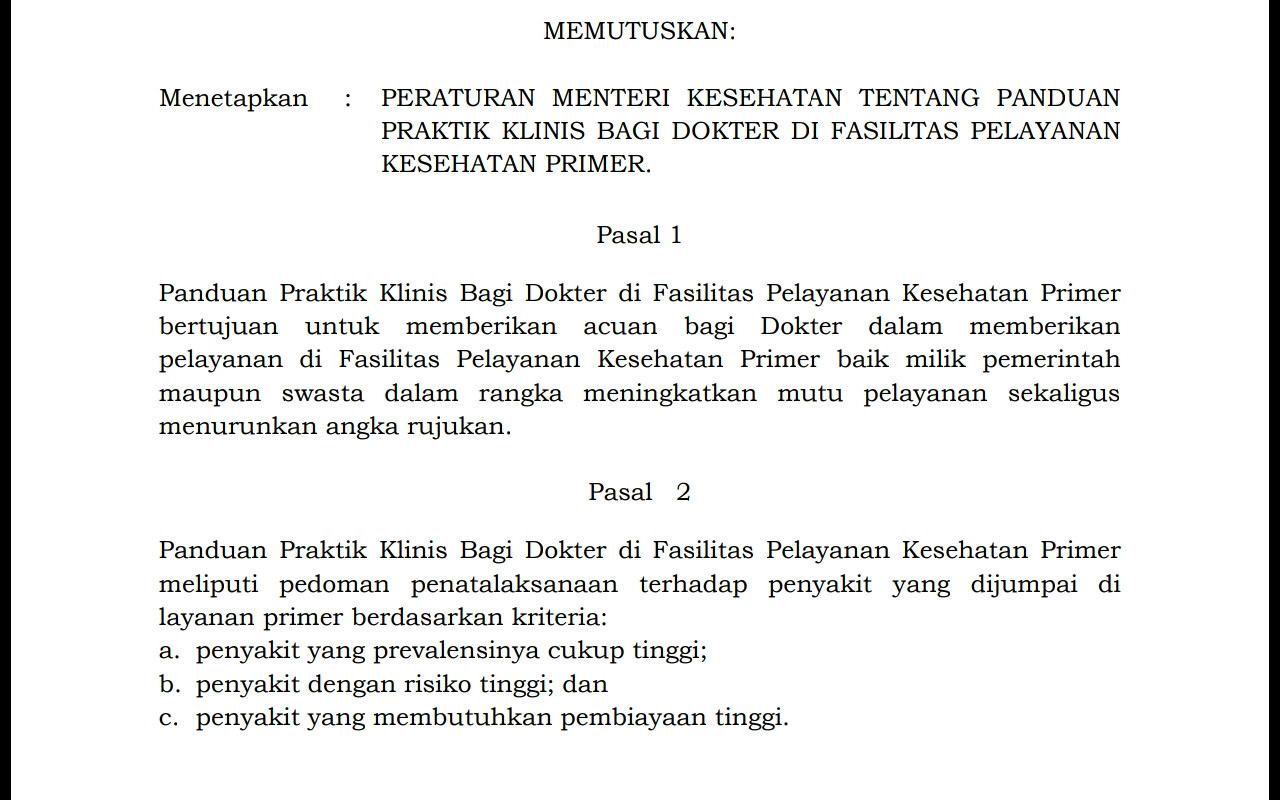 MEMUTUSKAN:
Menetapkan : PERATURAN MENTERI KESEHATAN TENTANG PANDUAN
PRAKTIK KLINIS BAGI DOKTER DI FASILITAS PELAYANAN
KESEHATAN PRIMER.
Pasal 1
Panduan Praktik Klinis Bagi Dokter di Fasilitas Pelayanan Kesehatan Primer
bertujuan untuk memberikan acuan bagi Dokter dalam memberikan
pelayanan di Fasilitas Pelayanan Kesehatan Primer baik milik pemerintah
maupun swasta dalam rangka meningkatkan mutu pelayanan sekaligus
menurunkan angka rujukan.
Pasal 2
Panduan Praktik Klinis Bagi Dokter di Fasilitas Pelayanan Kesehatan Primer
meliputi pedoman penatalaksanaan terhadap penyakit yang dijumpai di
layanan primer berdasarkan kriteria:
a. penyakit yang prevalensinya cukup tinggi;
b. penyakit dengan risiko tinggi; dan
c. penyakit yang membutuhkan pembiayaan tinggi.